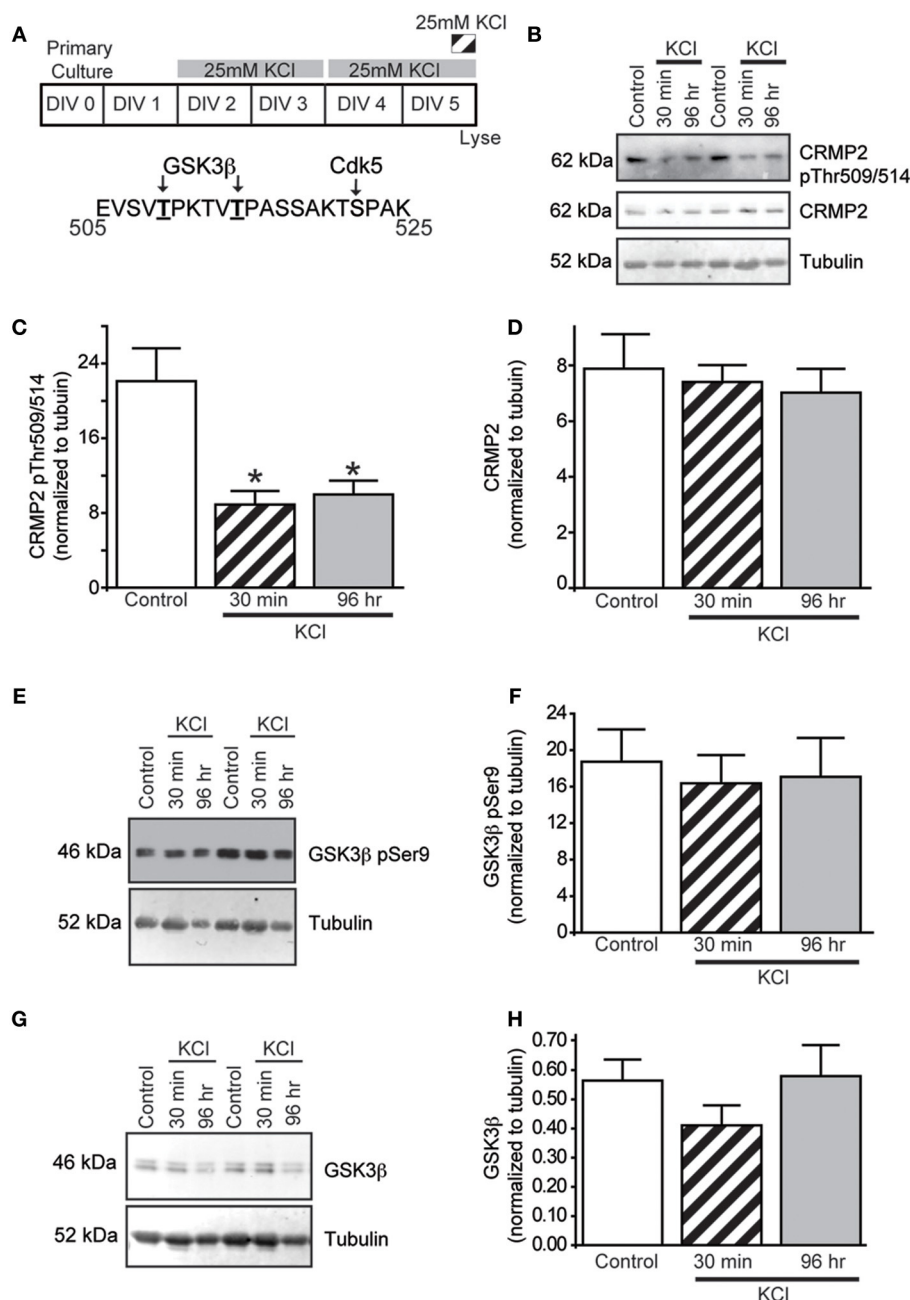 A
25mM KCl
Primary
Culture
25mM KCl
25mM KCl
DIV 0
DIV 1
DIV 2
DIV 3
DIV 4
DIV 5
Lyse
GSK3β
Cdk5
EVSVTPKTVTPASSAKTSPAK
505
525
B
KCl
KCl
Control
30 min
96 hr
Control
30 min
96 hr
62 kDa
CRMP2
pThr509/514
62 kDa
CRMP2
52 kDa
Tubulin
C
CRMP2 pThr509/514
(normalized to tubuin)
24
16
8
0
*
*
Control
30 min
96 hr
KCl
D
CRMP2
(normalized to tubulin)
8
6
4
2
0
Control
30 min
96 hr
KCl
E
KCl
KCl
Control
30 min
96 hr
Control
30 min
96 hr
46 kDa
GSK3β pSer9
52 kDa
Tubulin
F
GSK3β pSer9
(normalized to tubulin)
24
20
16
12
8
4
0
Control
30 min
96 hr
KCl
G
KCl
KCl
Control
30 min
96 hr
Control
30 min
96 hr
46 kDa
GSK3β
52 kDa
Tubulin
H
GSK3β
(normalized to tubulin)
0.70
0.60
0.50
0.40
0.30
0.20
0.10
0.00
Control
30 min
96 hr
KCl